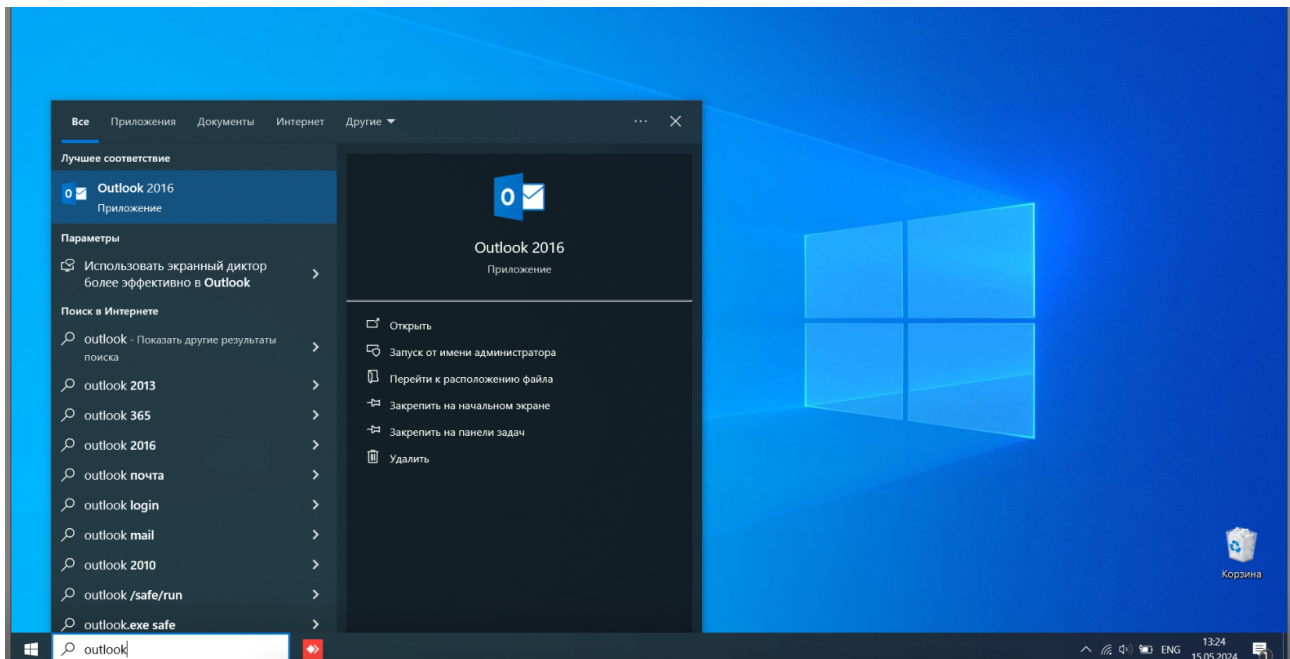 Все Приложения Документы Интернет Другие
Лучшее соответствие
Outlook 2016
Приложение
Параметры
Использовать экранный диктор
более эффективно в Outlook
Поиск в Интернете
outlook - Показать другие результаты
поиска
outlook 2013
outlook 365
outlook 2016
outlook почта
outlook login
outlook mail
outlook 2010
outlook /safe/run
outlook.exe safe
Outlook 2016
Приложение
Открыть
Запуск от имени администратора
Перейти к расположению файла
Закрепить на начальном экране
Закрепить на панели задач
Удалить
Корзина
outlook
ENG
13:24
15.05.2024
1